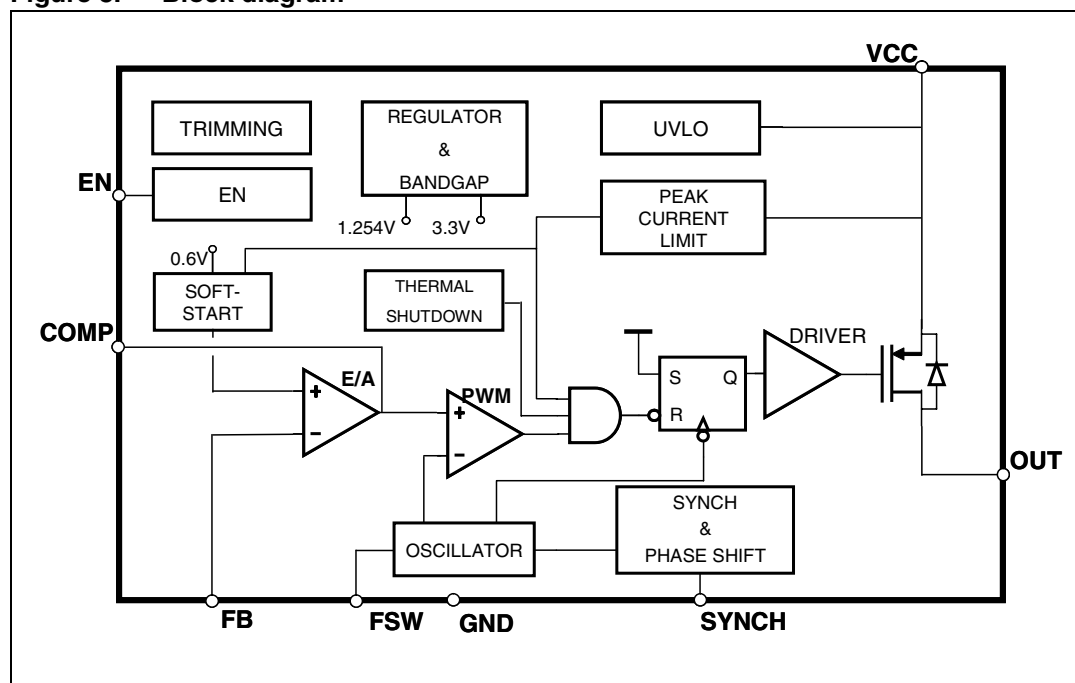 Figure 3. Block diagram
VCC
TRIMMING
REGULATOR
&
BANDGAP
UVLO
EN
EN
PEAK
CURRENT
LIMIT
1.254V
3.3V
0.6V
SOFT-
START
THERMAL
SHUTDOWN
COMP
DRIVER
E/A
PWM
S
Q
R
+
−
+
−
OUT
SYNCH
&
PHASE SHIFT
OSCILLATOR
FB
FSW
GND
SYNCH